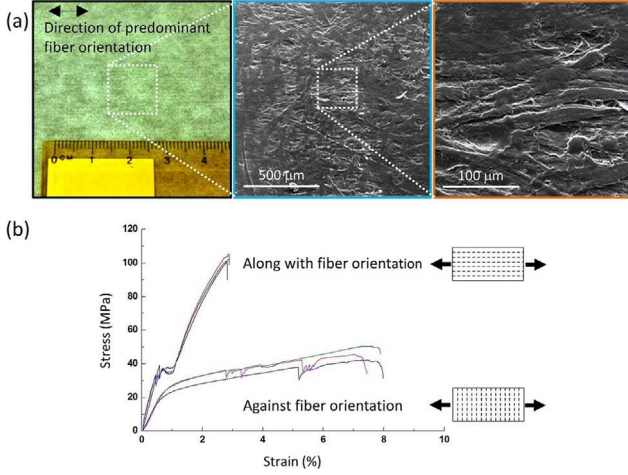 (a)
Direction of predominant
fiber orientation
0 CM 1 2 3 4
500 μm
100 μm
(b)
120
100
80
60
40
20
0
Stress (MPa)
0 2 4 6 8 10
Strain (%)
Along with fiber orientation
Against fiber orientation